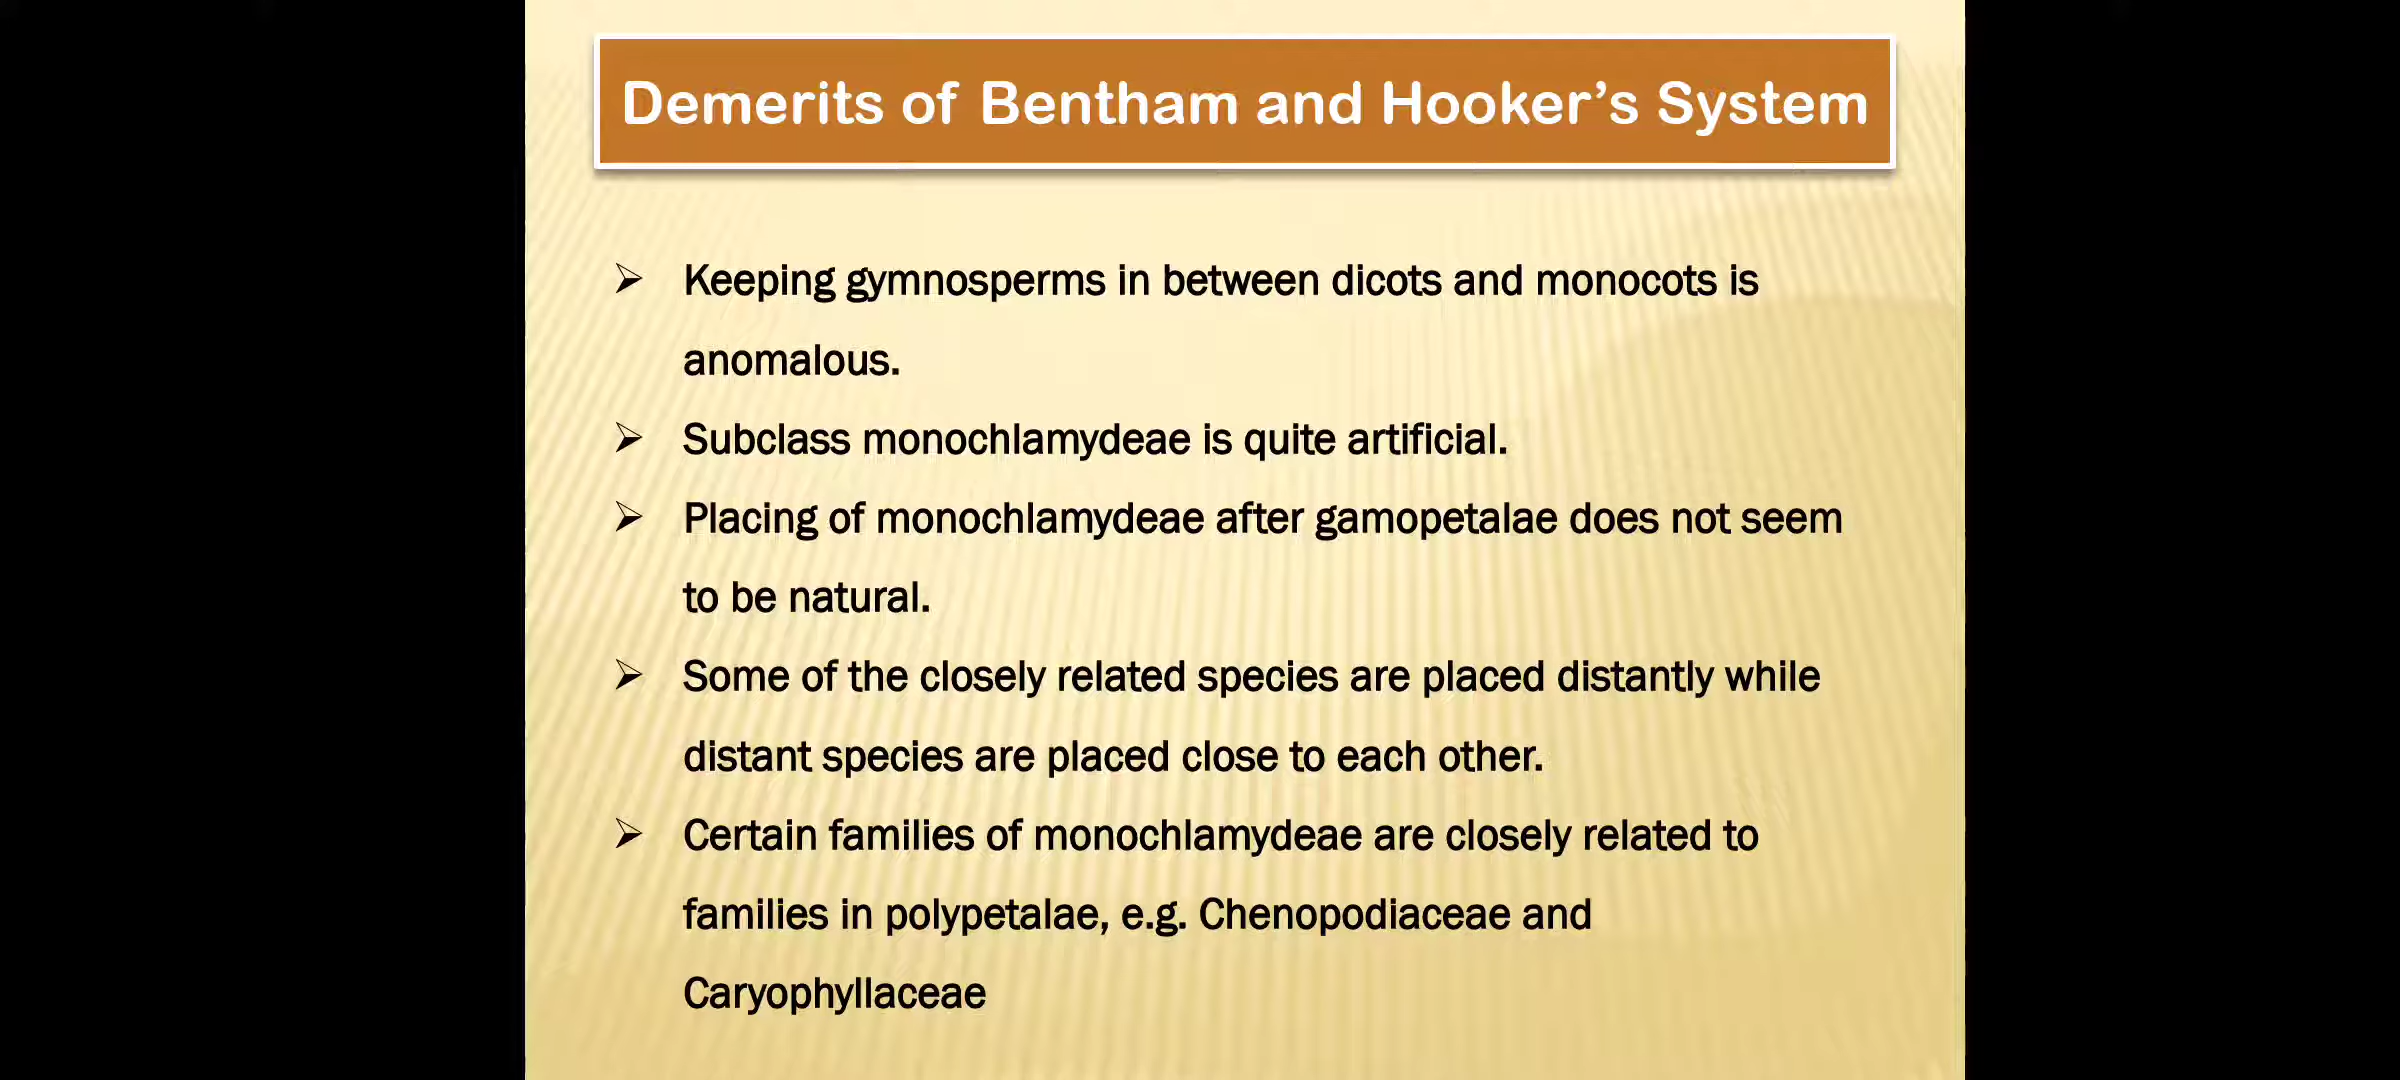 Demerits of Bentham and Hooker’s System
➢ Keeping gymnosperms in between dicots and monocots is
anomalous.
➢ Subclass monochlamydeae is quite artificial.
➢ Placing of monochlamydeae after gamopetalae does not seem
to be natural.
➢ Some of the closely related species are placed distantly while
distant species are placed close to each other.
➢ Certain families of monochlamydeae are closely related to
families in polypetalae, e.g. Chenopodiaceae and
Caryophyllaceae